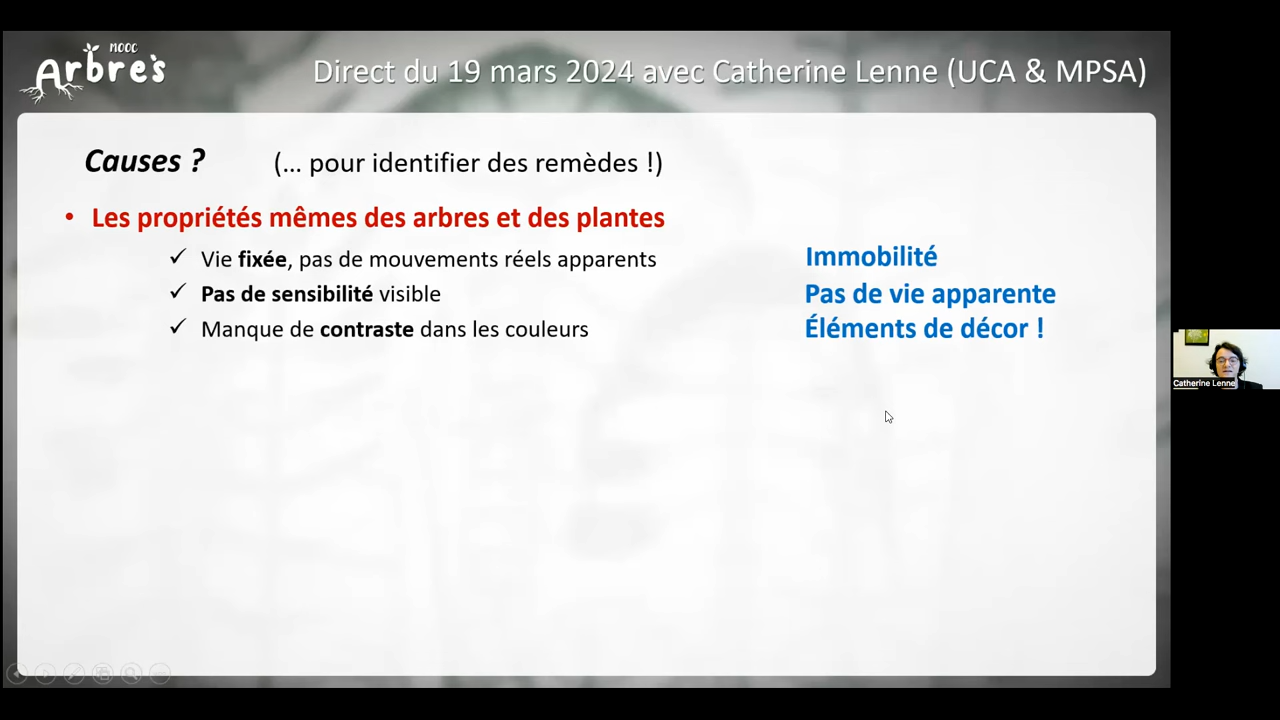 MOOC
Arbres
Direct du 19 mars 2024 avec Catherine Lenne (UCA & MPSA)
Causes ? (... pour identifier des remèdes !)
• Les propriétés mêmes des arbres et des plantes
✓ Vie fixée, pas de mouvements réels apparents Immobilité
✓ Pas de sensibilité visible Pas de vie apparente
✓ Manque de contraste dans les couleurs Éléments de décor !
Catherine Lenne